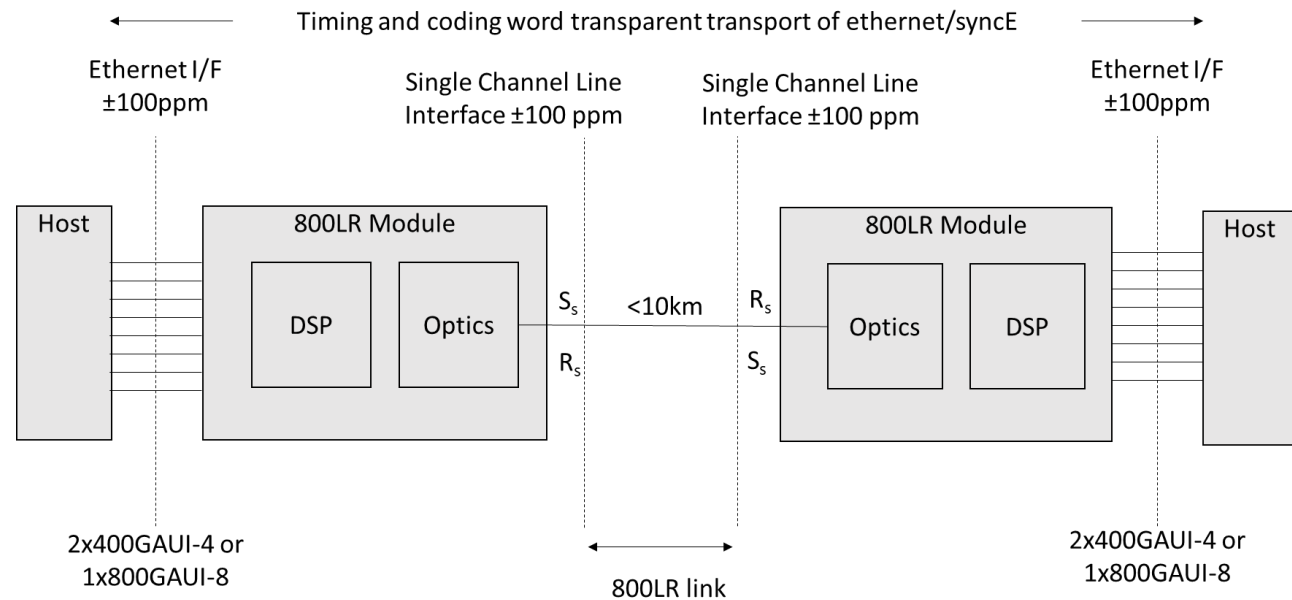 Timing and coding word transparent transport of ethernet/syncE
Ethernet I/F
±100ppm
Single Channel Line
Interface ±100 ppm
Single Channel Line
Interface ±100 ppm
Ethernet I/F
±100ppm
Host
800LR Module
DSP
Optics
Ss
Rs
<10km
Rs
Ss
800LR Module
Optics
DSP
Host
2x400GAUI-4 or
1x800GAUI-8
800LR link
2x400GAUI-4 or
1x800GAUI-8